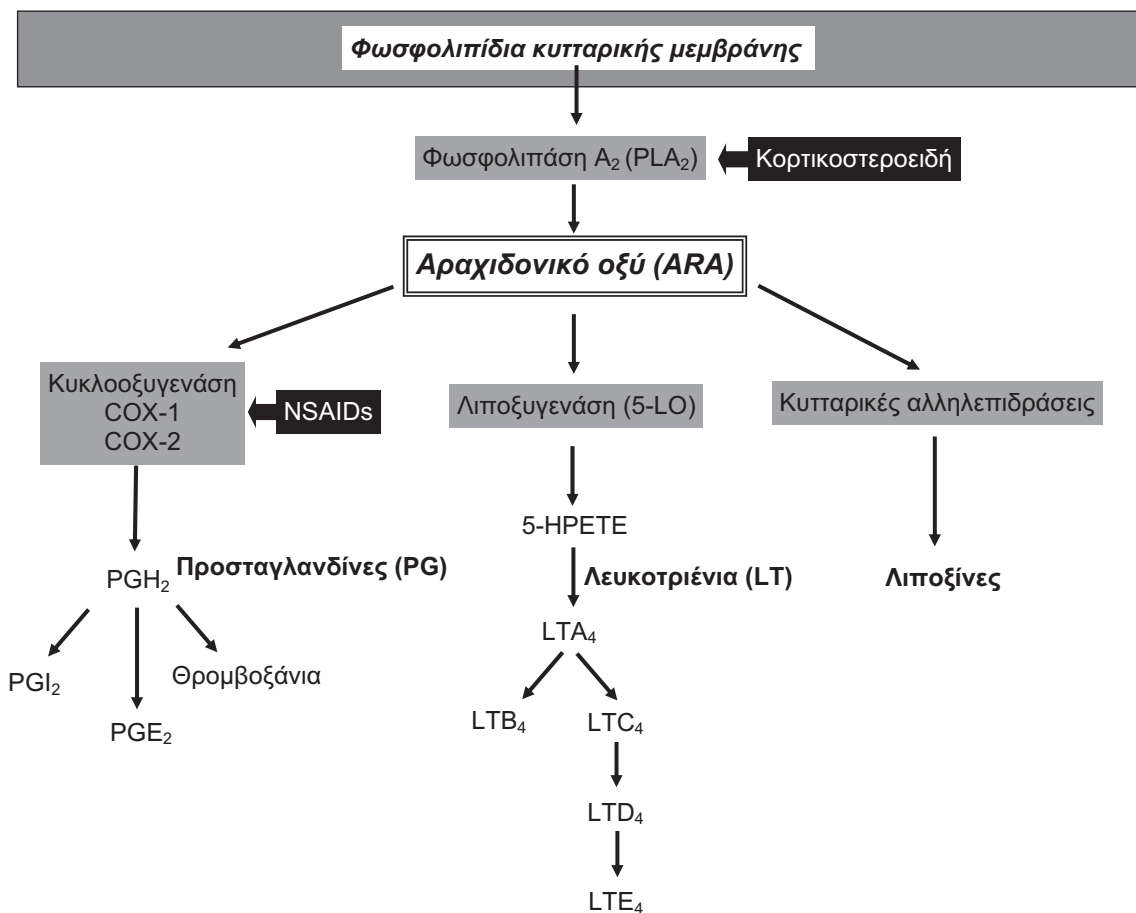 Φωσφολιπίδια κυτταρικής μεμβράνης
Φωσφολιπάση A₂ (PLA₂)
Κορτικοστεροειδή
Αραχιδονικό οξύ (ARA)
Κυκλοοξυγενάση
COX-1
COX-2
NSAIDs
Λιποξυγενάση (5-LO)
Κυτταρικές αλληλεπιδράσεις
5-HPETE
PGH₂
Προσταγλανδίνες (PG)
Λευκοτριένια (LT)
Λιποξίνες
LTA₄
PGI₂
Θρομβοξάνια
PGE₂
LTB₄
LTC₄
LTD₄
LTE₄